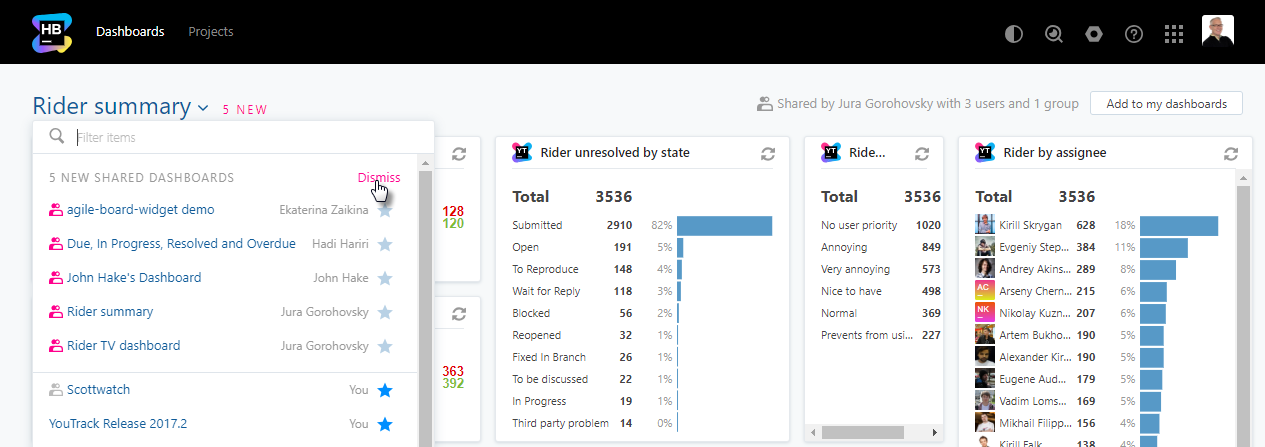 HB
Dashboards
Projects
Rider summary
5 NEW
Shared by Jura Gorohovsky with 3 users and 1 group
Add to my dashboards
Filter items
5 NEW SHARED DASHBOARDS
Dismiss
agile-board-widget demo
Ekaterina Zaikina
Due, In Progress, Resolved and Overdue
Hadi Hariri
John Hake's Dashboard
John Hake
Rider summary
Jura Gorohovsky
Rider TV dashboard
Jura Gorohovsky
Scottwatch
You
YouTrack Release 2017.2
You
128
120
363
392
YT
Rider unresolved by state
Total 3536
Submitted 2910 82%
Open 191 5%
To Reproduce 148 4%
Wait for Reply 118 3%
Blocked 56 2%
Reopened 32 1%
Fixed In Branch 26 1%
To be discussed 22 1%
In Progress 19 1%
Third party problem 14 0%
YT
Ride...
Total 3536
No user priority 1020
Annoying 849
Very annoying 573
Nice to have 498
Normal 369
Prevents from usi... 227
YT
Rider by assignee
Total 3536
Kirill Skrygan 628 18%
Evgeniy Step... 384 11%
Andrey Akins... 289 8%
AC Arseny Chern... 215 6%
NK Nikolay Kuzn... 207 6%
Artem Bukho... 190 5%
Alexander Kir... 190 5%
Eugene Aud... 179 5%
Vadim Loms... 169 5%
Mikhail Filipp... 156 4%
Kirill Falk 138 4%